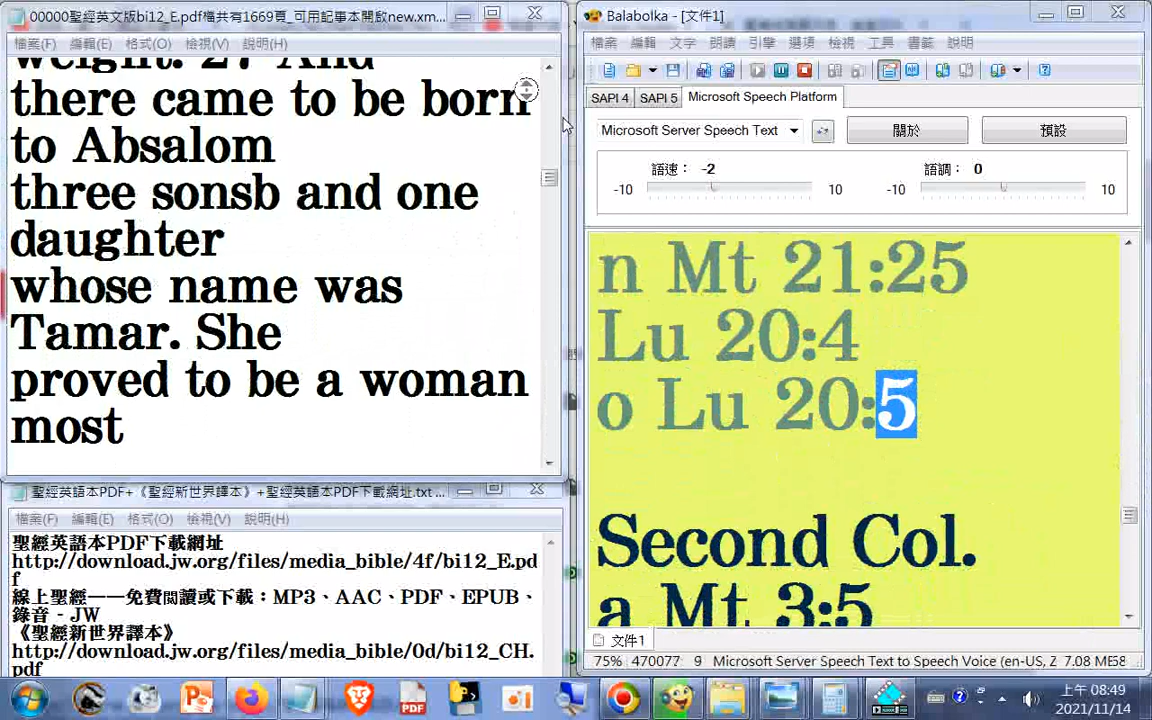 00000聖經英文版bi12_E.pdf檔共有1669頁_可用記事本開啟new.xm...
檔案(F) 編輯(E) 格式(O) 檢視(V) 說明(H)
weight. 27 And
there came to be born
to Absalom
three sonsb and one
daughter
whose name was
Tamar. She
proved to be a woman
most
聖經英語本PDF+《聖經新世界譯本》+聖經英語本PDF下載網址.txt ...
檔案(F) 編輯(E) 格式(O) 檢視(V) 說明(H)
聖經英語本PDF下載網址
http://download.jw.org/files/media_bible/4f/bi12_E.pd
f
線上聖經——免費閱讀或下載：MP3、AAC、PDF、EPUB、
錄音 - JW
《聖經新世界譯本》
http://download.jw.org/files/media_bible/0d/bi12_CH.
pdf
Balabolka - [文件1]
檔案 編輯 文字 朗讀 引擎 選項 檢視 工具 書籤 說明
SAPI 4 SAPI 5 Microsoft Speech Platform
Microsoft Server Speech Text 關於 預設
語速： -2 語調： 0
-10 10 -10 10
n Mt 21:25
Lu 20:4
o Lu 20:5
Second Col.
a Mt 3:5
文件1
75% 470077 9 Microsoft Server Speech Text to Speech Voice (en-US, Z 7.08 ME58
上午 08:49
2021/11/14